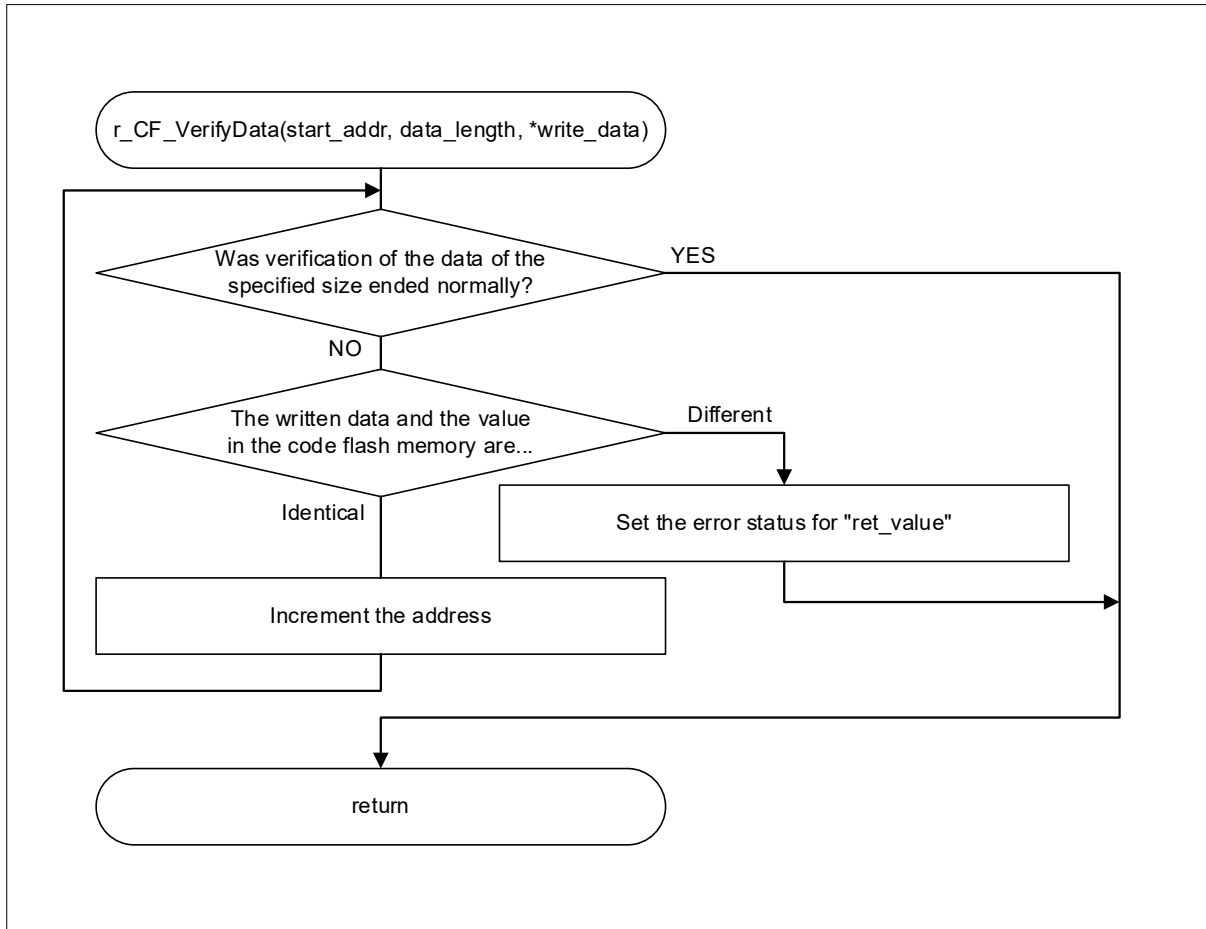 r_CF_VerifyData(start_addr, data_length, *write_data)
Was verification of the data of the
specified size ended normally?
YES
NO
The written data and the value
in the code flash memory are...
Different
Identical
Set the error status for "ret_value"
Increment the address
return